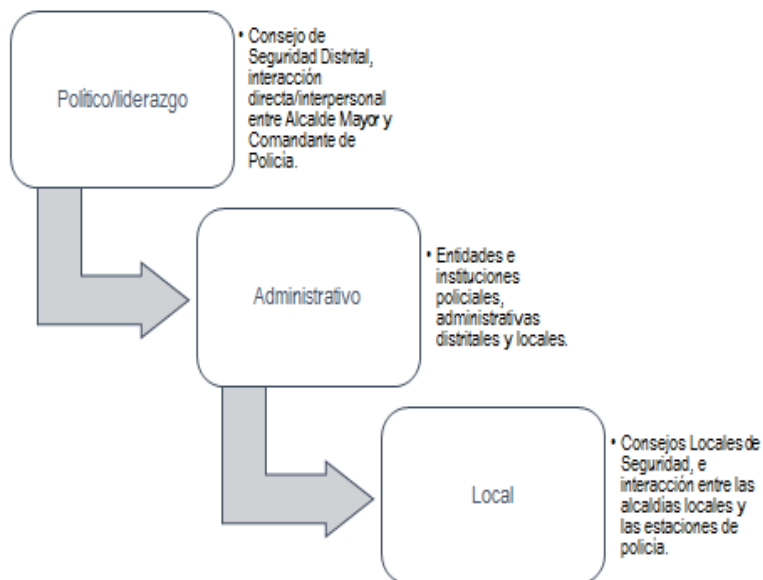 Político/liderazgo
• Consejo de
Seguridad Distrital,
interacción
directa/interpersonal
entre Alcalde Mayor y
Comandante de
Policía.
Administrativo
• Entidades e
instituciones
policiales,
administrativas
distritales y locales.
Local
• Consejos Locales de
Seguridad, e
interacción entre las
alcaldías locales y
las estaciones de
policía.